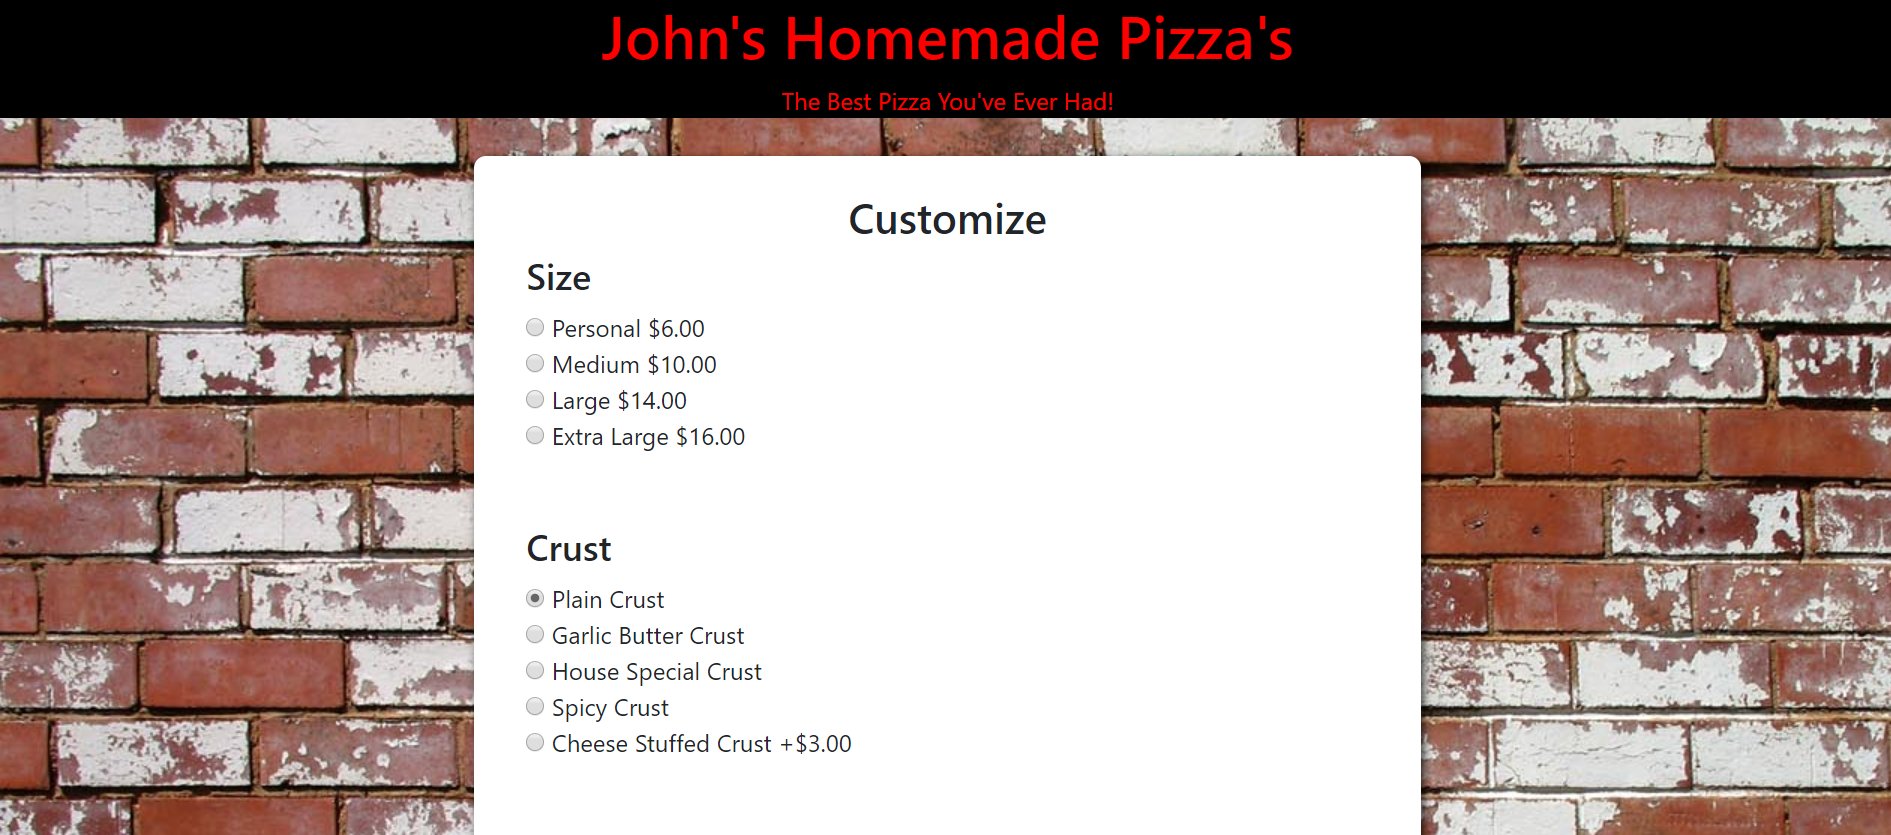 John's Homemade Pizza's
The Best Pizza You've Ever Had!
Customize
Size
Personal $6.00
Medium $10.00
Large $14.00
Extra Large $16.00
Crust
Plain Crust
Garlic Butter Crust
House Special Crust
Spicy Crust
Cheese Stuffed Crust +$3.00